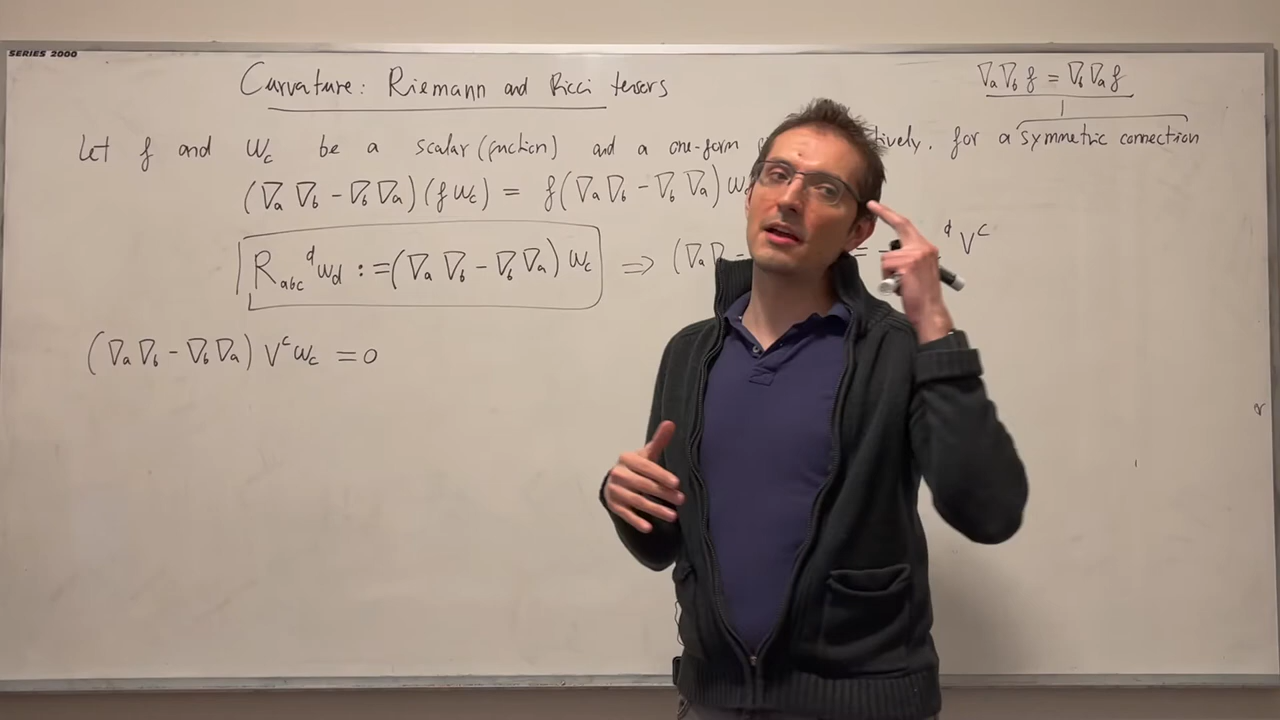 SERIES 2000
Curvature: Riemann and Ricci tensors
∇a∇b f = ∇b∇a f
Let f and ωc be a scalar (function) and a one-form tively. for a symmetric connection
(∇a ∇b − ∇b ∇a)(f ωc) = f(∇a ∇b − ∇b ∇a) ω
Rabc^d ωd := (∇a ∇b − ∇b ∇a) ωc ⇒ (∇a = − ^d V^c
(∇a ∇b − ∇b ∇a) V^c ωc = 0